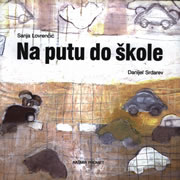 Sanja Lovrenčić
Na putu do škole
Danijel Srdarev